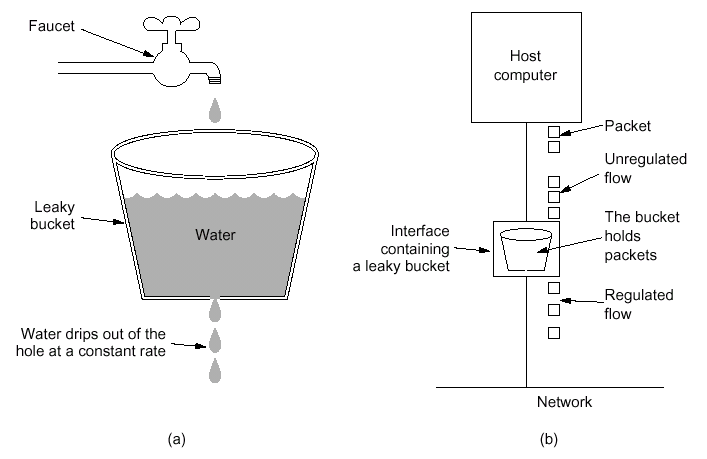 Faucet
Leaky
bucket
Water
Water drips out of the
hole at a constant rate
(a)
Host
computer
Packet
Unregulated
flow
Interface
containing
a leaky bucket
The bucket
holds
packets
Regulated
flow
Network
(b)